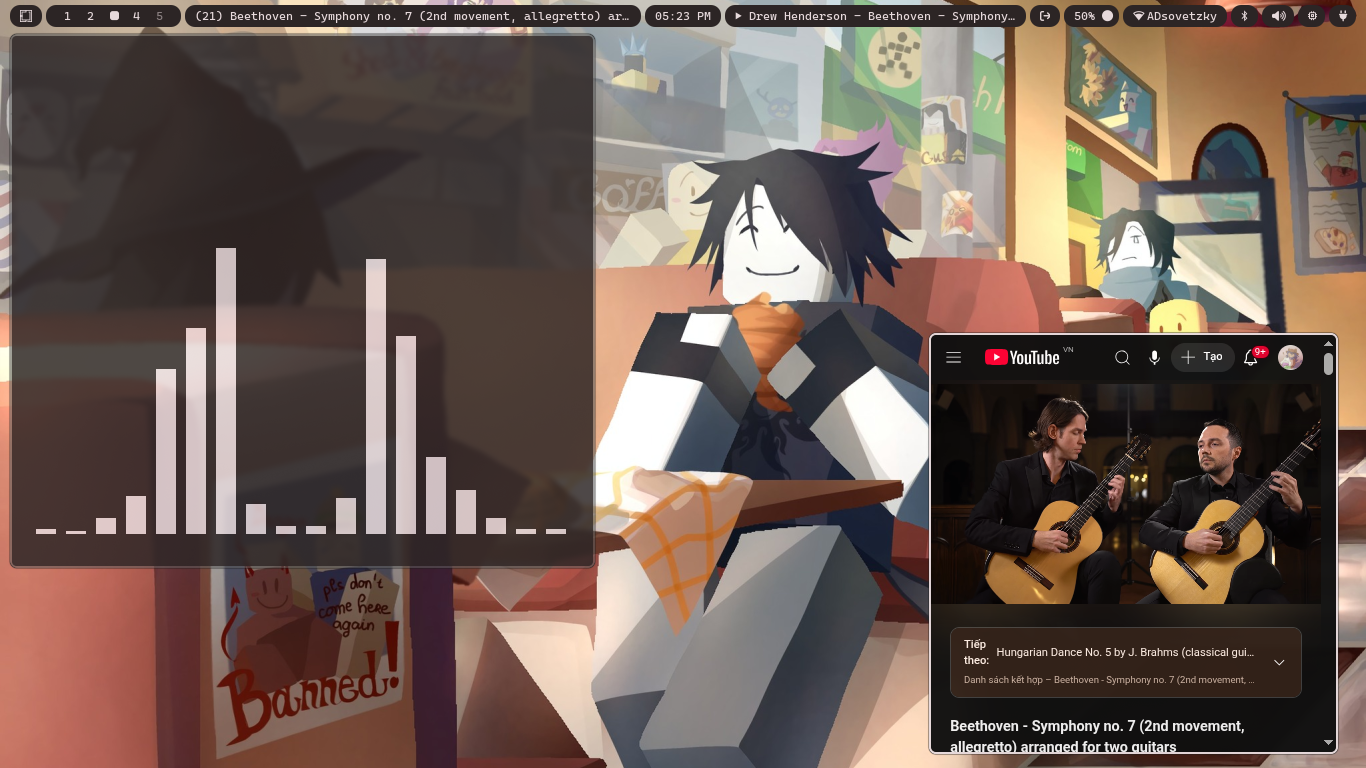 1 2 4 5
(21) Beethoven – Symphony no. 7 (2nd movement, allegretto) ar…
05:23 PM
Drew Henderson – Beethoven – Symphony…
50%
ADsovetzky
YouTube VN
Tạo
9+
Tiếp theo:
Hungarian Dance No. 5 by J. Brahms (classical gui...
Danh sách kết hợp – Beethoven - Symphony no. 7 (2nd movement, ...
Beethoven - Symphony no. 7 (2nd movement,
allegretto) arranged for two guitars
pls don't
come here
again
Banned!